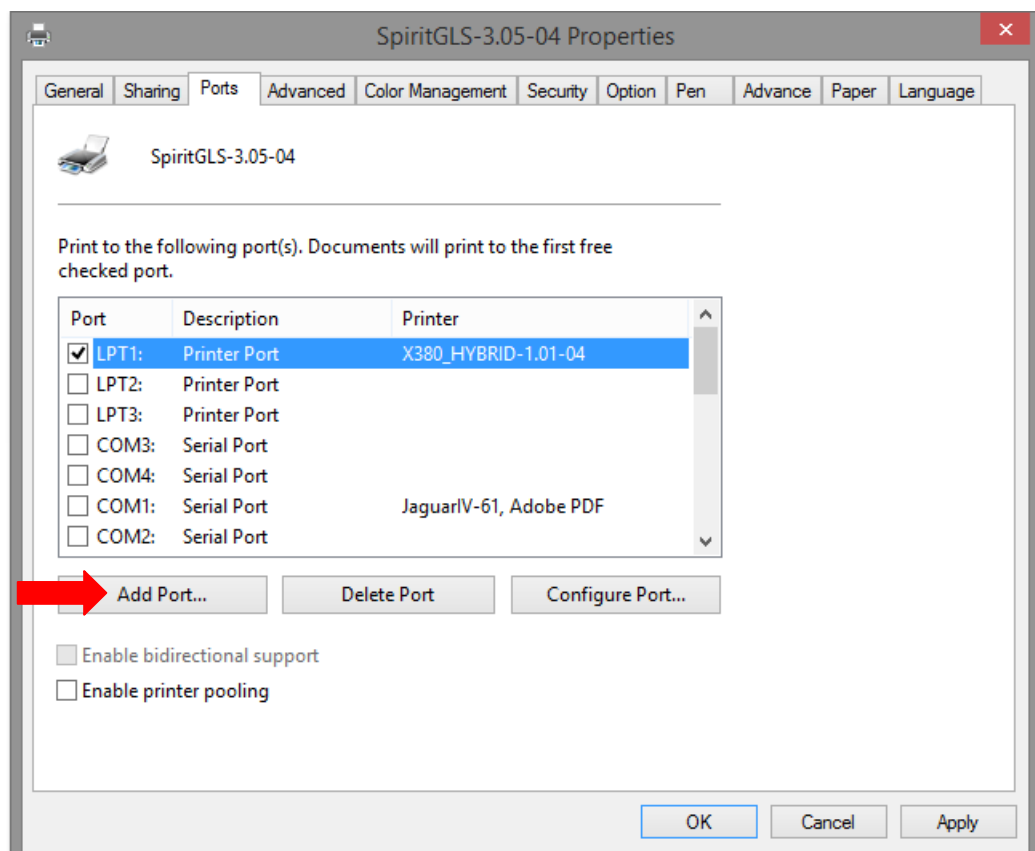 SpiritGLS-3.05-04 Properties
General Sharing Ports Advanced Color Management Security Option Pen Advance Paper Language
SpiritGLS-3.05-04
Print to the following port(s). Documents will print to the first free
checked port.
Port Description Printer
LPT1: Printer Port X380_HYBRID-1.01-04
LPT2: Printer Port
LPT3: Printer Port
COM3: Serial Port
COM4: Serial Port
COM1: Serial Port JaguarIV-61, Adobe PDF
COM2: Serial Port
Add Port... Delete Port Configure Port...
Enable bidirectional support
Enable printer pooling
OK Cancel Apply